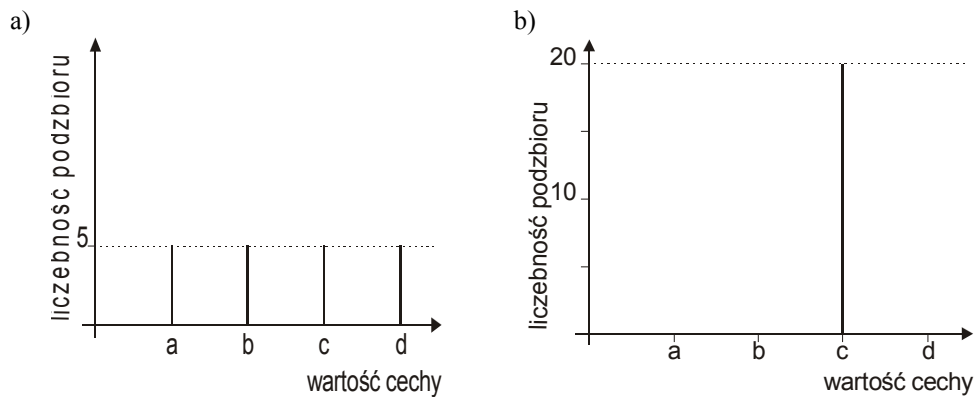 a)
liczebność podzbioru
5
a b c d
wartość cechy
b)
liczebność podzbioru
20
10
a b c d
wartość cechy